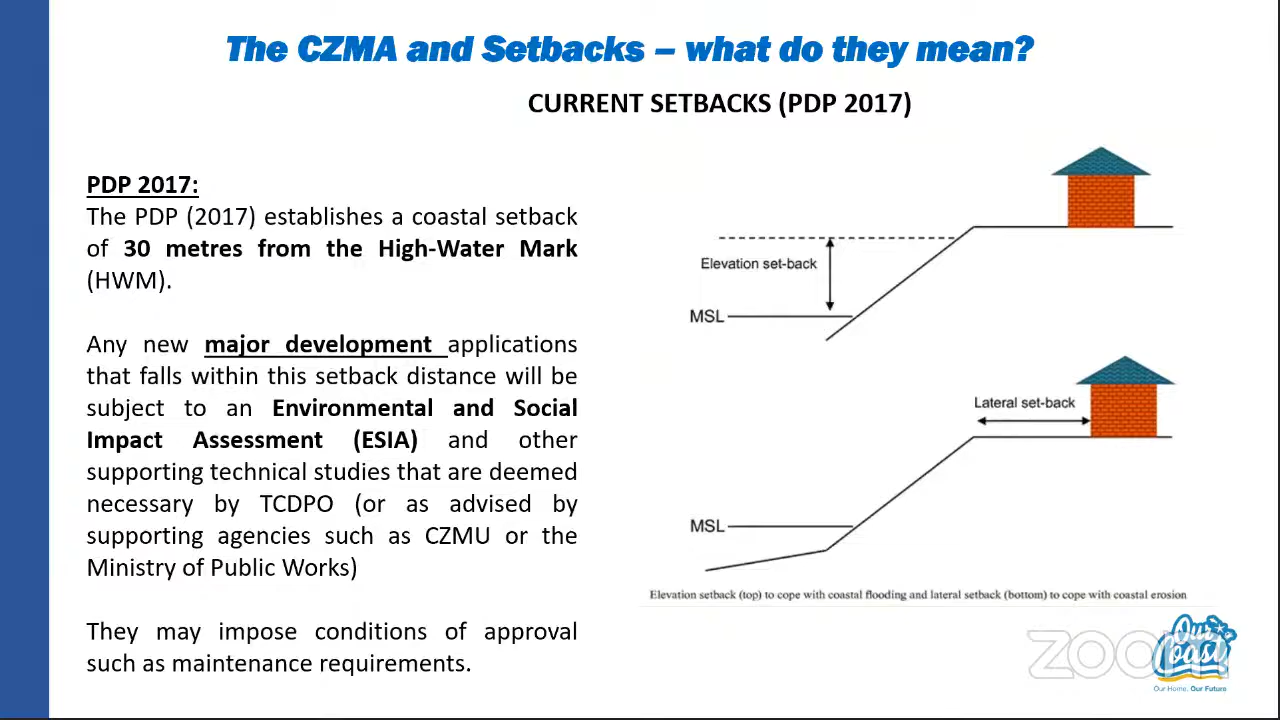 The CZMA and Setbacks – what do they mean?
CURRENT SETBACKS (PDP 2017)
PDP 2017:
The PDP (2017) establishes a coastal setback
of 30 metres from the High-Water Mark
(HWM).
Any new major development applications
that falls within this setback distance will be
subject to an Environmental and Social
Impact Assessment (ESIA) and other
supporting technical studies that are deemed
necessary by TCDPO (or as advised by
supporting agencies such as CZMU or the
Ministry of Public Works)
They may impose conditions of approval
such as maintenance requirements.
Elevation set-back
MSL
Lateral set-back
MSL
Elevation setback (top) to cope with coastal flooding and lateral setback (bottom) to cope with coastal erosion
zoom
Our
Coast
Our Home. Our Future